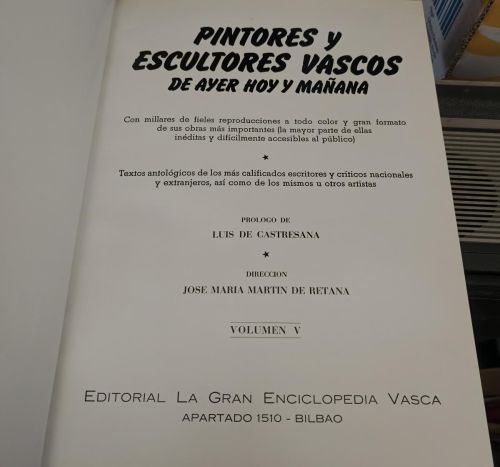 PINTORES y
ESCULTORES VASCOS
DE AYER HOY Y MAÑANA
Con millares de fieles reproducciones a todo color y gran formato
de sus obras más importantes (la mayor parte de ellas
inéditas y difícilmente accesibles al público)
★
Textos antológicos de los más calificados escritores y críticos nacionales
y extranjeros, así como de los mismos u otros artistas
PROLOGO DE
LUIS DE CASTRESANA
★
DIRECCION
JOSE MARIA MARTIN DE RETANA
VOLUMEN V
EDITORIAL LA GRAN ENCICLOPEDIA VASCA
APARTADO 1510 - BILBAO